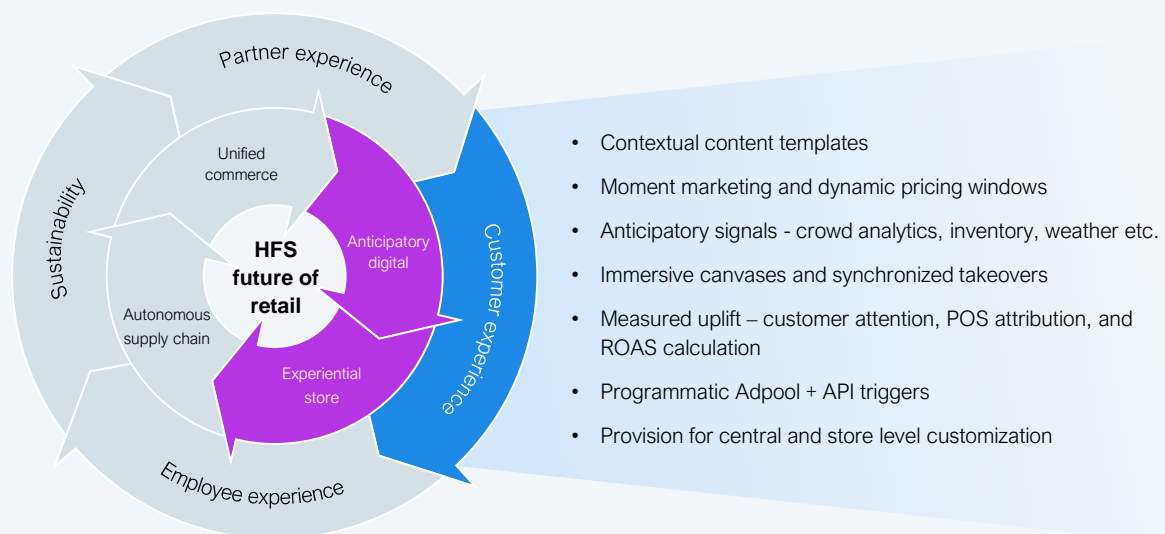 Partner experience
Sustainability
Unified
commerce
HFS
future of
retail
Anticipatory
digital
Customer experience
Autonomous
supply chain
Experiential
store
Employee experience
• Contextual content templates
• Moment marketing and dynamic pricing windows
• Anticipatory signals - crowd analytics, inventory, weather etc.
• Immersive canvases and synchronized takeovers
• Measured uplift – customer attention, POS attribution, and
ROAS calculation
• Programmatic Adpool + API triggers
• Provision for central and store level customization